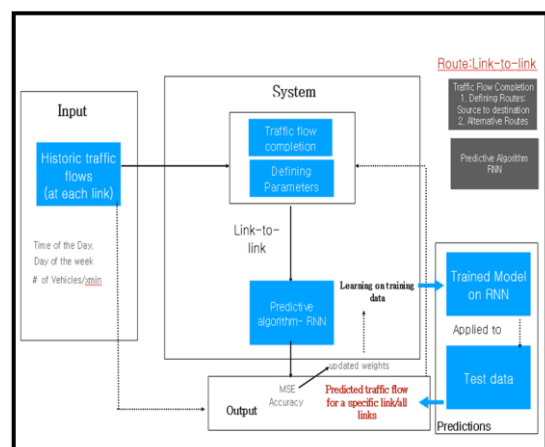 Route:Link-to-link
System
Traffic Flow Completion
1. Defining Routes:
Source to destination
2. Alternative Routes
Input
Traffic flow
completion
Predictive Algorithm
RNN
Historic traffic
flows
(at each link)
Defining
Parameters
Link-to-
link
Time of the Day,
Day of the week
# of Vehicles/xmin
Learning on training
data
Trained Model
on RNN
Predictive
algorithm- RNN
Applied to
updated weights
MSE
Accuracy
Predicted traffic flow
for a specific link/all
links
Test data
Output
Predictions